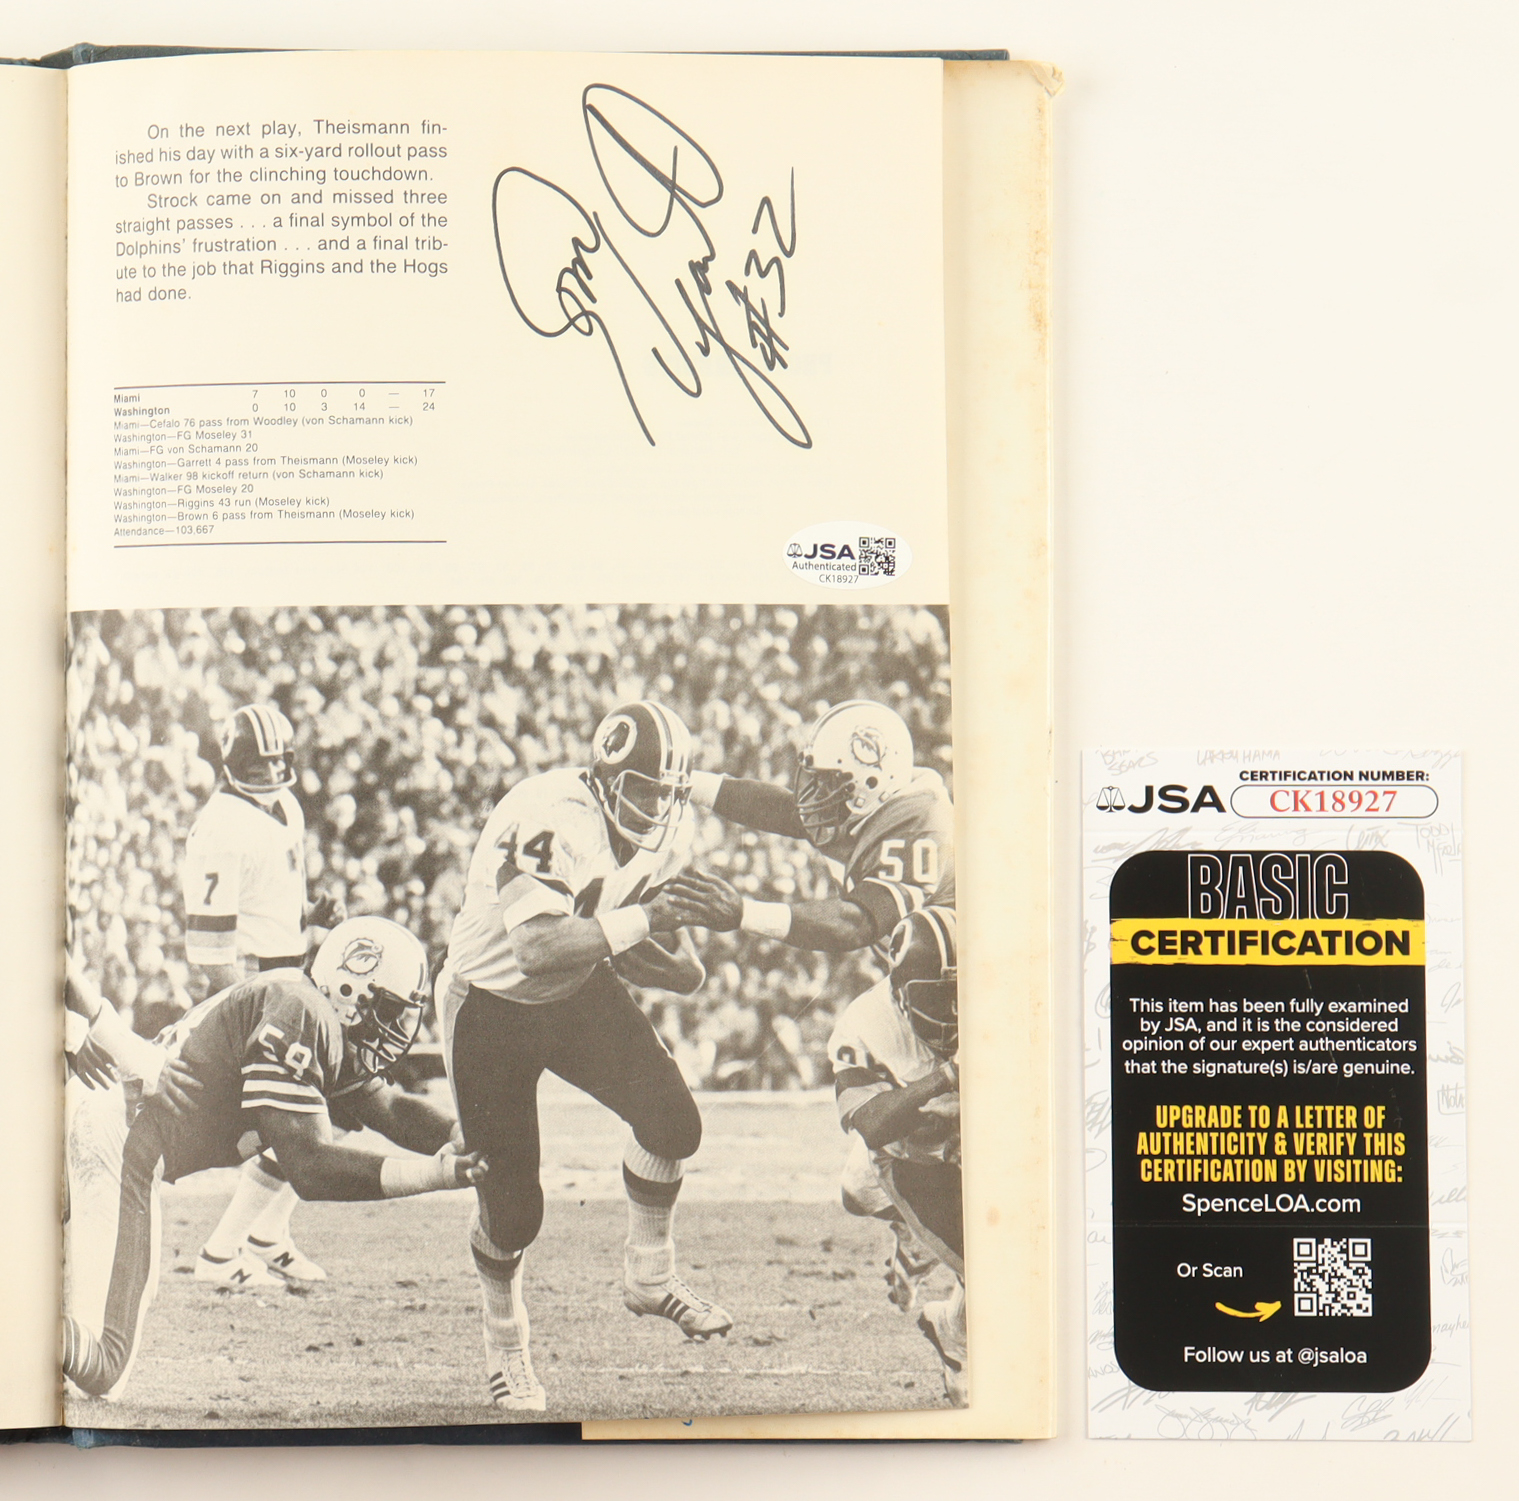 On the next play, Theismann fin-
ished his day with a six-yard rollout pass
to Brown for the clinching touchdown.
Strock came on and missed three
straight passes . . . a final symbol of the
Dolphins' frustration . . . and a final trib-
ute to the job that Riggins and the Hogs
had done.
#32
Miami 7 10 0 0 — 17
Washington 0 10 3 14 — 24
Miami—Cefalo 76 pass from Woodley (von Schamann kick)
Washington—FG Moseley 31
Miami—FG von Schamann 20
Washington—Garrett 4 pass from Theismann (Moseley kick)
Miami—Walker 98 kickoff return (von Schamann kick)
Washington—FG Moseley 20
Washington—Riggins 43 run (Moseley kick)
Washington—Brown 6 pass from Theismann (Moseley kick)
Attendance—103,667
JSA
Authenticated
CK18927
7
44
50
58
N
N
CERTIFICATION NUMBER:
JSA CK18927
BASIC
CERTIFICATION
This item has been fully examined
by JSA, and it is the considered
opinion of our expert authenticators
that the signature(s) is/are genuine.
UPGRADE TO A LETTER OF
AUTHENTICITY & VERIFY THIS
CERTIFICATION BY VISITING:
SpenceLOA.com
Or Scan
Follow us at @jsaloa